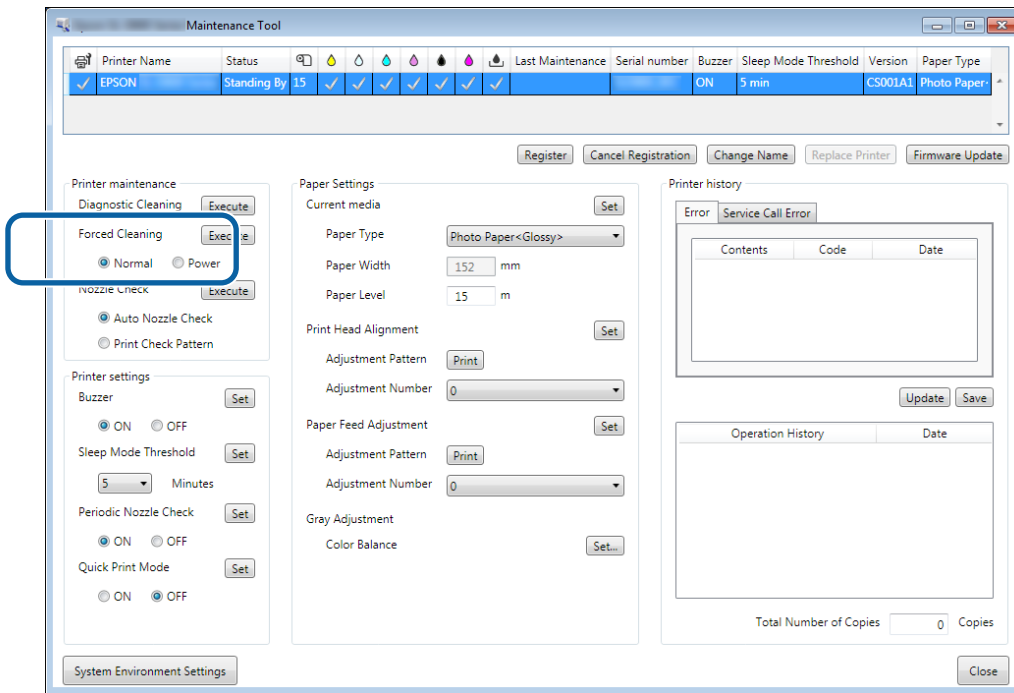 Maintenance Tool
Printer Name Status Last Maintenance Serial number Buzzer Sleep Mode Threshold Version Paper Type
EPSON Standing By 15 ON 5 min CS001A1 Photo Paper
Register Cancel Registration Change Name Replace Printer Firmware Update
Printer maintenance
Diagnostic Cleaning Execute
Forced Cleaning Execute
Normal Power
Nozzle Check Execute
Auto Nozzle Check
Print Check Pattern
Printer settings
Buzzer Set
ON OFF
Sleep Mode Threshold Set
5 Minutes
Periodic Nozzle Check Set
ON OFF
Quick Print Mode Set
ON OFF
Paper Settings
Current media Set
Paper Type Photo Paper<Glossy>
Paper Width 152 mm
Paper Level 15 m
Print Head Alignment Set
Adjustment Pattern Print
Adjustment Number 0
Paper Feed Adjustment Set
Adjustment Pattern Print
Adjustment Number 0
Gray Adjustment
Color Balance Set...
Printer history
Error Service Call Error
Contents Code Date
Update Save
Operation History Date
Total Number of Copies 0 Copies
System Environment Settings Close